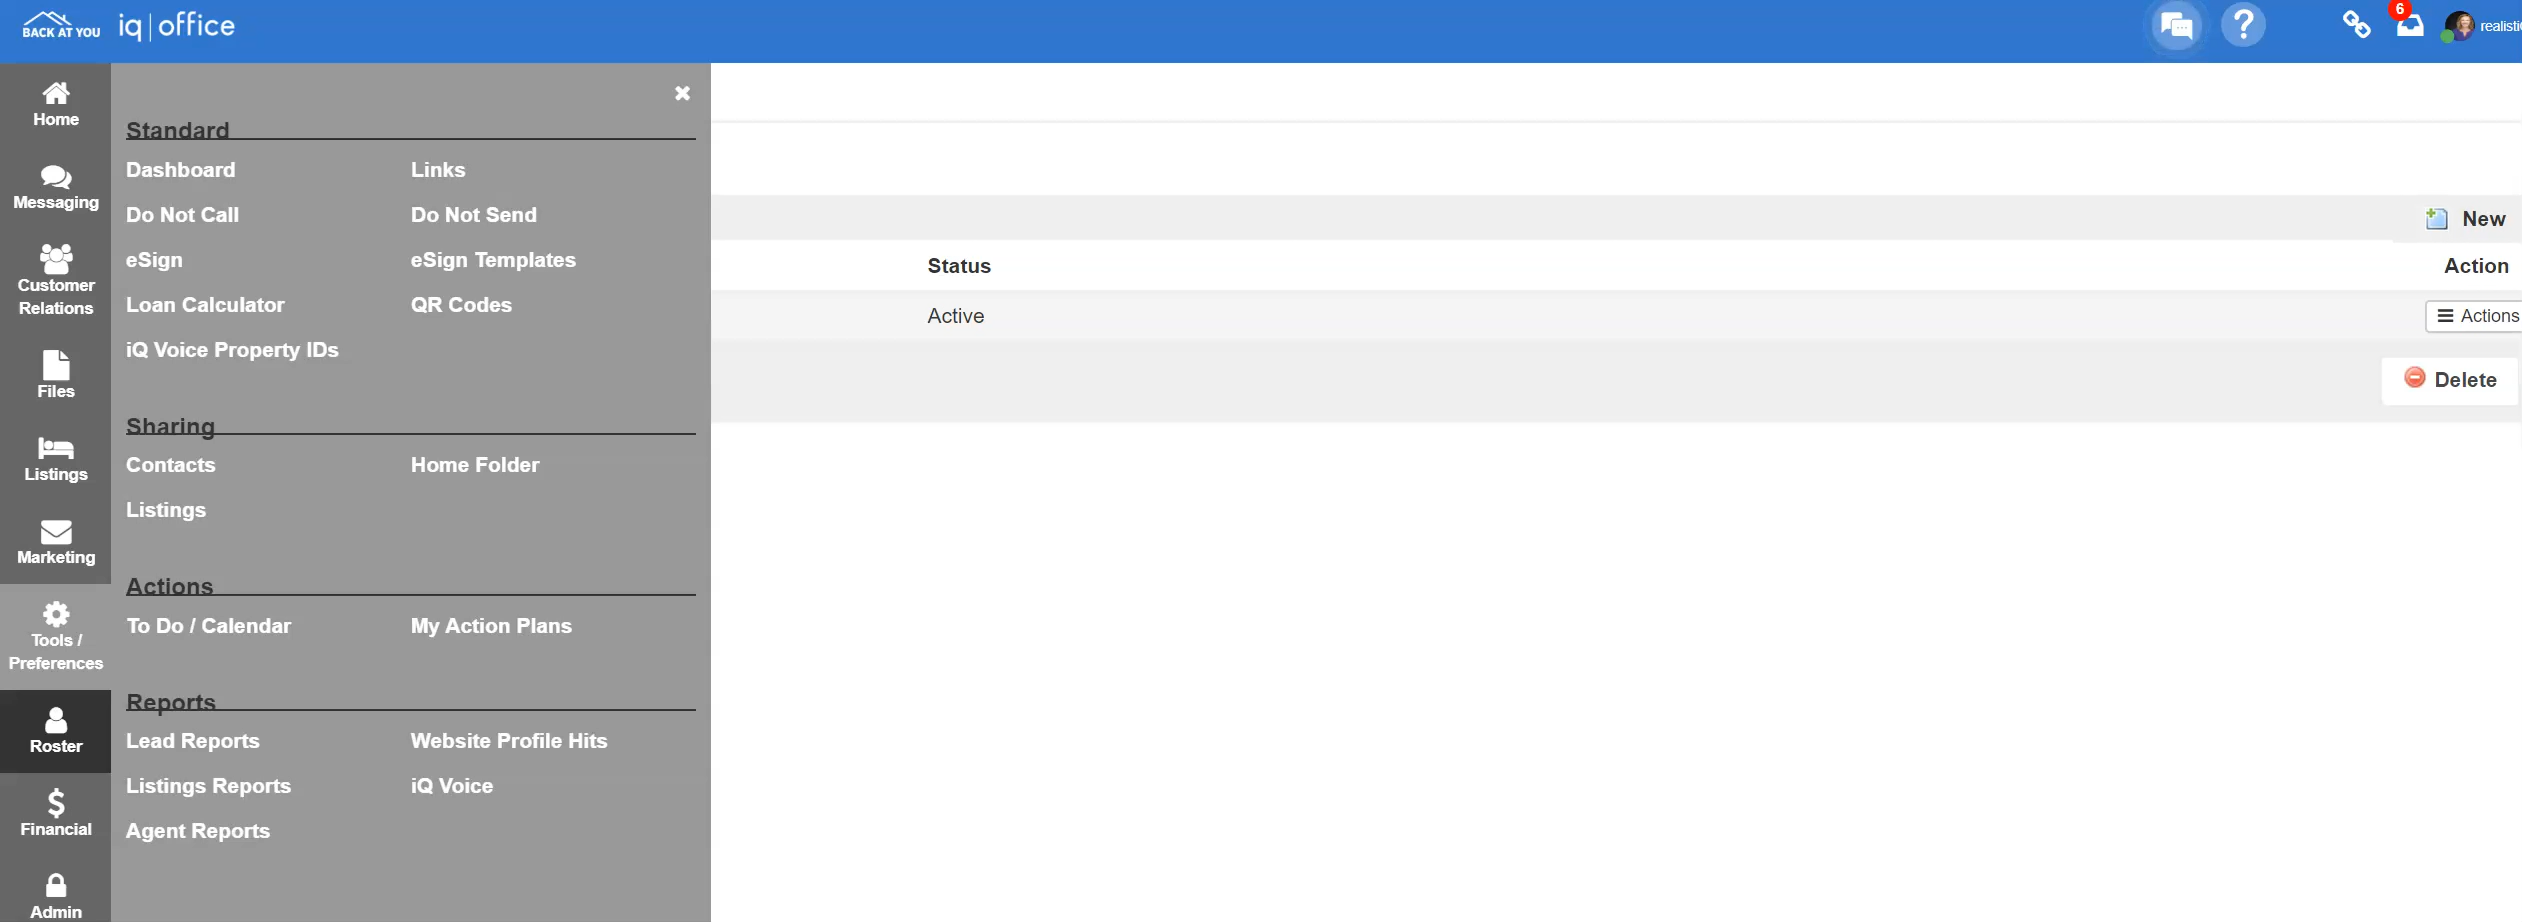 BACK AT YOU
iq|office
6
realisti
Home
Messaging
Customer
Relations
Files
Listings
Marketing
Tools /
Preferences
Roster
Financial
Admin
Standard
Dashboard
Links
Do Not Call
Do Not Send
eSign
eSign Templates
Loan Calculator
QR Codes
iQ Voice Property IDs
Sharing
Contacts
Home Folder
Listings
Actions
To Do / Calendar
My Action Plans
Reports
Lead Reports
Website Profile Hits
Listings Reports
iQ Voice
Agent Reports
New
Status
Action
Active
Actions
Delete